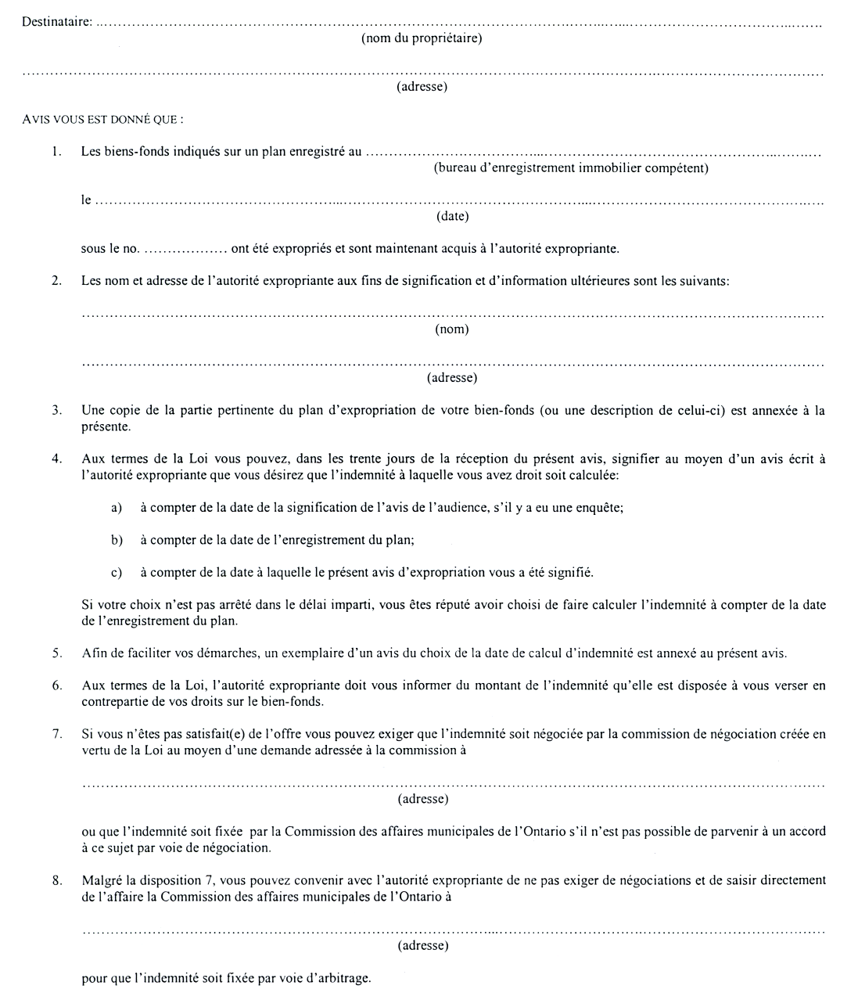 Destinataire: ........................................................................................................................
(nom du propriétaire)
........................................................................................................................
(adresse)
AVIS VOUS EST DONNÉ QUE :
1. Les biens-fonds indiqués sur un plan enregistré au ........................................................................
(bureau d'enregistrement immobilier compétent)
le ........................................................................................................................
(date)
sous le no. .................. ont été expropriés et sont maintenant acquis à l'autorité expropriante.
2. Les nom et adresse de l'autorité expropriante aux fins de signification et d'information ultérieures sont les suivants:
........................................................................................................................
(nom)
........................................................................................................................
(adresse)
3. Une copie de la partie pertinente du plan d'expropriation de votre bien-fonds (ou une description de celui-ci) est annexée à la
présente.
4. Aux termes de la Loi vous pouvez, dans les trente jours de la réception du présent avis, signifier au moyen d'un avis écrit à
l'autorité expropriante que vous désirez que l'indemnité à laquelle vous avez droit soit calculée:
a) à compter de la date de la signification de l'avis de l'audience, s'il y a eu une enquête;
b) à compter de la date de l'enregistrement du plan;
c) à compter de la date à laquelle le présent avis d'expropriation vous a été signifié.
Si votre choix n'est pas arrêté dans le délai imparti, vous êtes réputé avoir choisi de faire calculer l'indemnité à compter de la date
de l'enregistrement du plan.
5. Afin de faciliter vos démarches, un exemplaire d'un avis du choix de la date de calcul d'indemnité est annexé au présent avis.
6. Aux termes de la Loi, l'autorité expropriante doit vous informer du montant de l'indemnité qu'elle est disposée à vous verser en
contrepartie de vos droits sur le bien-fonds.
7. Si vous n'êtes pas satisfait(e) de l'offre vous pouvez exiger que l'indemnité soit négociée par la commission de négociation créée en
vertu de la Loi au moyen d'une demande adressée à la commission à
........................................................................................................................
(adresse)
ou que l'indemnité soit fixée par la Commission des affaires municipales de l'Ontario s'il n'est pas possible de parvenir à un accord
à ce sujet par voie de négociation.
8. Malgré la disposition 7, vous pouvez convenir avec l'autorité expropriante de ne pas exiger de négociations et de saisir directement
de l'affaire la Commission des affaires municipales de l'Ontario à
........................................................................................................................
(adresse)
pour que l'indemnité soit fixée par voie d'arbitrage.